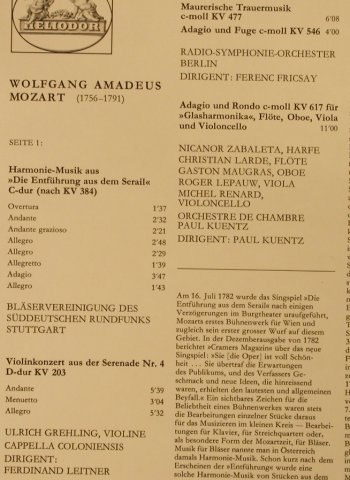 HELIODOR
WOLFGANG AMADEUS
MOZART (1756–1791)
SEITE 1:
Harmonie-Musik aus
»Die Entführung aus dem Serail«
C-dur (nach KV 384)
Overtura 1'37
Andante 2'32
Andante grazioso 2'21
Allegro 2'48
Allegro 2'29
Allegretto 1'39
Adagio 3'47
Allegro 1'43
BLÄSERVEREINIGUNG DES
SÜDDEUTSCHEN RUNDFUNKS
STUTTGART
Violinkonzert aus der Serenade Nr. 4
D-dur KV 203
Andante 5'39
Menuetto 3'04
Allegro 5'32
ULRICH GREHLING, VIOLINE
CAPPELLA COLONIENSIS
DIRIGENT:
FERDINAND LEITNER
Maurerische Trauermusik
c-moll KV 477 6'08
Adagio und Fuge c-moll KV 546 4'03
RADIO-SYMPHONIE-ORCHESTER
BERLIN
DIRIGENT: FERENC FRICSAY
Adagio und Rondo c-moll KV 617 für
»Glasharmonika«, Flöte, Oboe, Viola
und Violoncello 11'00
NICANOR ZABALETA, HARFE
CHRISTIAN LARDE, FLÖTE
GASTON MAUGRAS, OBOE
ROGER LEPAUW, VIOLA
MICHEL RENARD,
VIOLONCELLO
ORCHESTRE DE CHAMBRE
PAUL KUENTZ
DIRIGENT: PAUL KUENTZ
Am 16. Juli 1782 wurde das Singspiel »Die
Entführung aus dem Serail« nach einigen
Verzögerungen im Burgtheater uraufgeführt,
Mozarts erstes Bühnenwerk für Wien und
zugleich sein erster grosser Wurf auf diesem
Gebiet. In der Dezemberausgabe von 1782
berichtet »Cramers Magazin« über das neue
Singspiel: »Sie [die Oper] ist voll Schön-
heit . . . Sie übertraf die Erwartungen
des Publikums, und des Verfassers Ge-
schmack und neue Ideen, die hinreissend
waren, erhielten den lautesten und allgemeinen
Beyfall.« Ein sichtbares Zeichen für die
Beliebtheit eines Bühnenwerkes waren stets
die Bearbeitungen einzelner Stücke daraus
für das Musizieren in kleinen Kreis — Bearbei-
tungen für Klavier, für Streichquartett oder,
als besondere Form der Mozartzeit, für Bläser.
Musik für Bläser nannte man in Österreich
damals Harmonie-Musik. Schon kurz nach dem
Erscheinen der »Entführung« wurde eine
solche Harmonie-Musik von Stücken aus